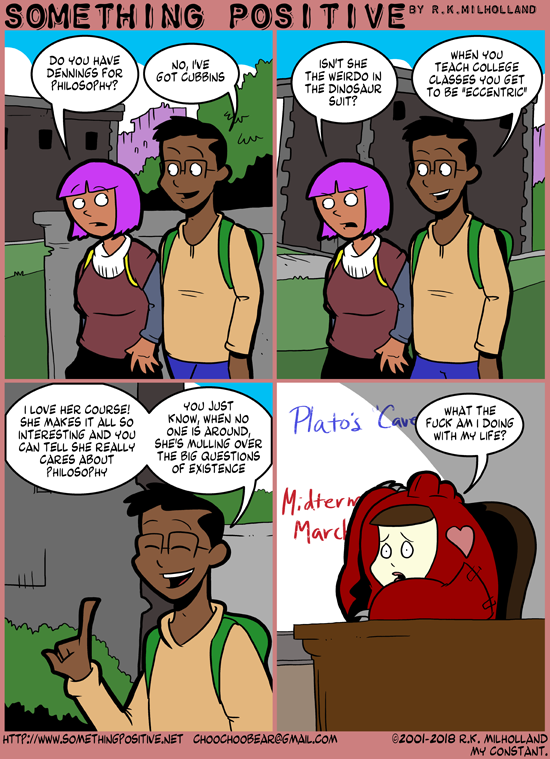 SOMETHING POSITIVE BY R.K.MILHOLLAND
DO YOU HAVE
DENNINGS FOR
PHILOSOPHY?
NO, I'VE
GOT CUBBINS
ISN'T SHE
THE WEIRDO IN
THE DINOSAUR
SUIT?
WHEN YOU
TEACH COLLEGE
CLASSES YOU GET
TO BE "ECCENTRIC"
I LOVE HER COURSE!
SHE MAKES IT ALL SO
INTERESTING AND YOU
CAN TELL SHE REALLY
CARES ABOUT
PHILOSOPHY
YOU JUST
KNOW, WHEN NO
ONE IS AROUND,
SHE'S MULLING OVER
THE BIG QUESTIONS
OF EXISTENCE
Plato's 'Cave
WHAT THE
FUCK AM I DOING
WITH MY LIFE?
Midterm
March
HTTP://WWW.SOMETHINGPOSITIVE.NET CHOOCHOOBEAR@GMAIL.COM
©2001-2018 R.K. MILHOLLAND
MY CONSTANT.